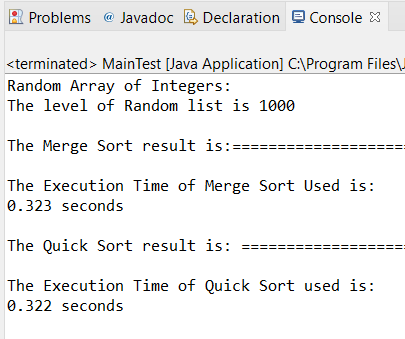 Problems @ Javadoc Declaration Console
<terminated> MainTest [Java Application] C:\Program Files\
Random Array of Integers:
The level of Random list is 1000
The Merge Sort result is:===================
The Execution Time of Merge Sort Used is:
0.323 seconds
The Quick Sort result is: ==================
The Execution Time of Quick Sort used is:
0.322 seconds